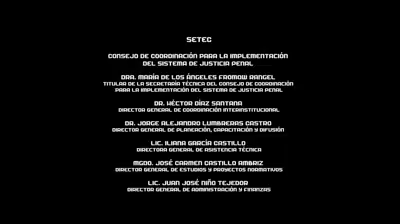 SETEC
CONSEJO DE COORDINACIÓN PARA LA IMPLEMENTACIÓN
DEL SISTEMA DE JUSTICIA PENAL
DRA. MARÍA DE LOS ÁNGELES FROMOW RANGEL
TITULAR DE LA SECRETARÍA TÉCNICA DEL CONSEJO DE COORDINACIÓN
PARA LA IMPLEMENTACIÓN DEL SISTEMA DE JUSTICIA PENAL
DR. HÉCTOR DÍAZ SANTANA
DIRECTOR GENERAL DE COORDINACIÓN INTERINSTITUCIONAL
DR. JORGE ALEJANDRO LUMBRERAS CASTRO
DIRECTOR GENERAL DE PLANEACIÓN, CAPACITACIÓN Y DIFUSIÓN
LIC. ILIANA GARCÍA CASTILLO
DIRECTORA GENERAL DE ASISTENCIA TÉCNICA
MGDO. JOSÉ CARMEN CASTILLO AMBRIZ
DIRECTOR GENERAL DE ESTUDIOS Y PROYECTOS NORMATIVOS
LIC. JUAN JOSÉ NIÑO TEJEDOR
DIRECTOR GENERAL DE ADMINISTRACIÓN Y FINANZAS